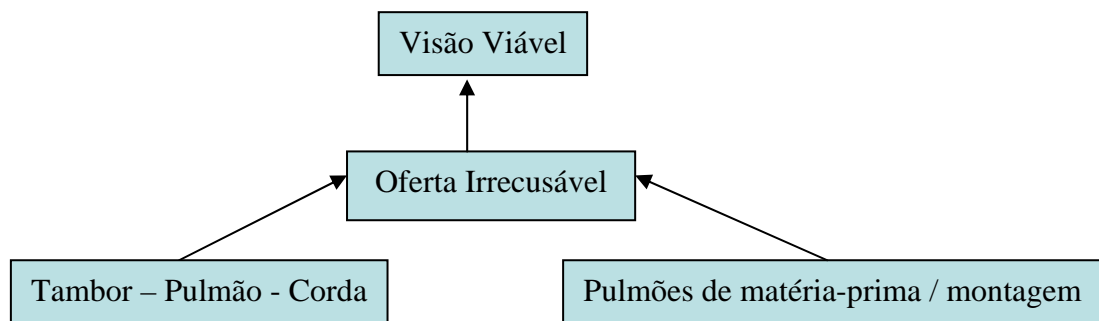 Visão Viável
Oferta Irrecusável
Tambor – Pulmão - Corda
Pulmões de matéria-prima / montagem